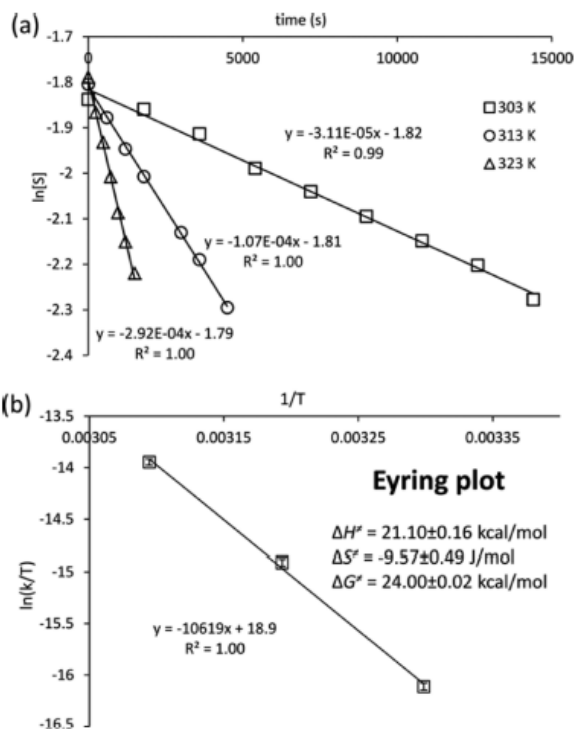 (a)
time (s)
0
5000
10000
15000
-1.7
-1.8
-1.9
-2
-2.1
-2.2
-2.3
-2.4
ln[S]
303 K
313 K
323 K
y = -3.11E-05x - 1.82
R² = 0.99
y = -1.07E-04x - 1.81
R² = 1.00
y = -2.92E-04x - 1.79
R² = 1.00
(b)
1/T
0.00305
0.00315
0.00325
0.00335
-13.5
-14
-14.5
-15
-15.5
-16
-16.5
ln(k/T)
Eyring plot
ΔH≠ = 21.10±0.16 kcal/mol
ΔS≠ = -9.57±0.49 J/mol
ΔG≠ = 24.00±0.02 kcal/mol
y = -10619x + 18.9
R² = 1.00